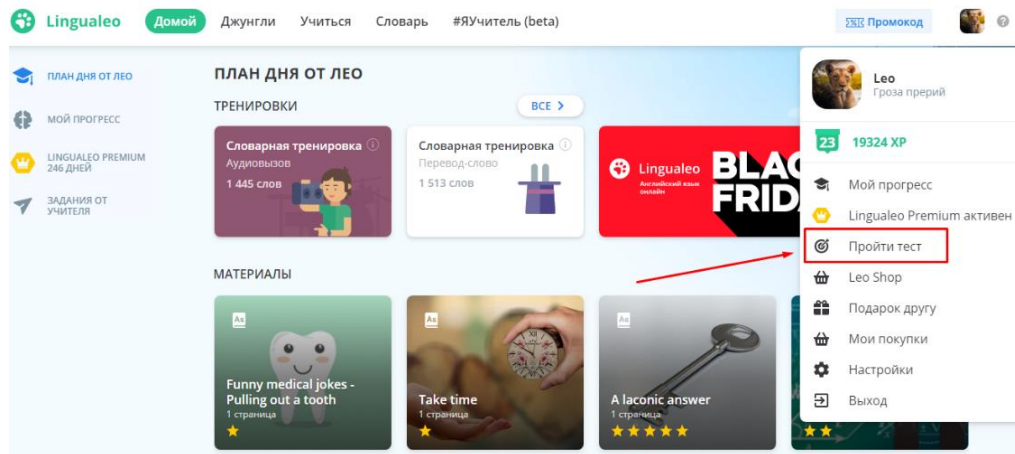 Lingualeo
Домой
Джунгли
Учиться
Словарь
#ЯУчитель (beta)
Промокод
ПЛАН ДНЯ ОТ ЛЕО
МОЙ ПРОГРЕСС
LINGUALEO PREMIUM
246 ДНЕЙ
ЗАДАНИЯ ОТ
УЧИТЕЛЯ
ПЛАН ДНЯ ОТ ЛЕО
ТРЕНИРОВКИ
ВСЕ
Словарная тренировка
Аудиовызов
1 445 слов
Словарная тренировка
Перевод-слово
1 513 слов
Lingualeo
Английский язык
онлайн
BLAC
FRID
МАТЕРИАЛЫ
Funny medical jokes -
Pulling out a tooth
1 страница
Take time
1 страница
A laconic answer
1 страница
Leo
Гроза прерий
23
19324 XP
Мой прогресс
Lingualeo Premium активен
Пройти тест
Leo Shop
Подарок другу
Мои покупки
Настройки
Выход